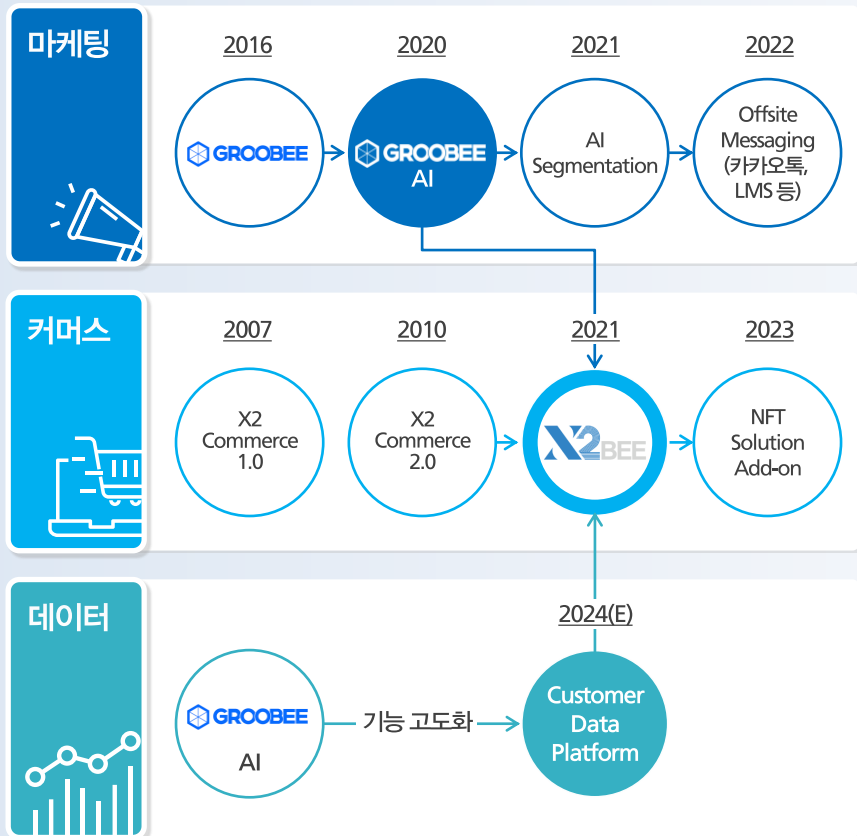 마케팅
2016
2020
2021
2022
GROOBEE
GROOBEE
AI
AI
Segmentation
Offsite
Messaging
(카카오톡,
LMS 등)
커머스
2007
2010
2021
2023
X2
Commerce
1.0
X2
Commerce
2.0
X2BEE
NFT
Solution
Add-on
데이터
2024(E)
GROOBEE
AI
기능 고도화
Customer
Data
Platform